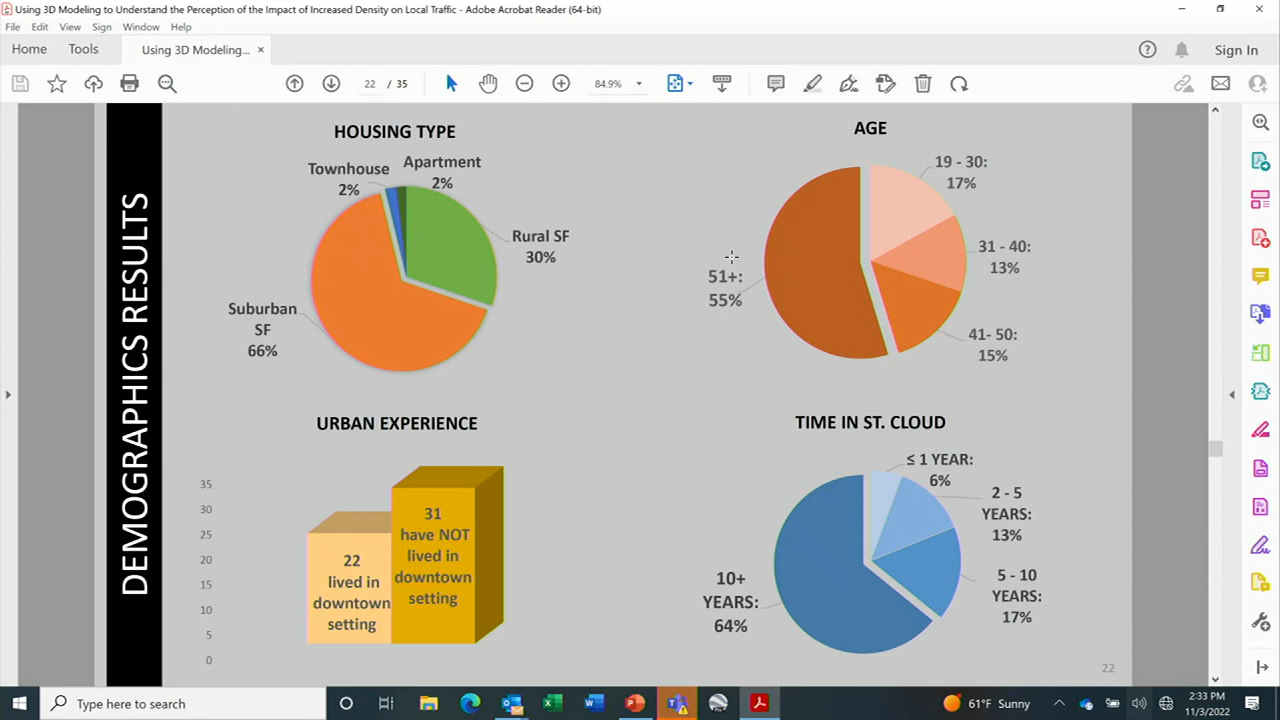 Using 3D Modeling to Understand the Perception of the Impact of Increased Density on Local Traffic - Adobe Acrobat Reader (64-bit)
File Edit View Sign Window Help
Home Tools Using 3D Modeling... × Sign In
22 / 35 84.9%
DEMOGRAPHICS RESULTS
HOUSING TYPE
Townhouse
2%
Apartment
2%
Rural SF
30%
Suburban
SF
66%
AGE
19 - 30:
17%
31 - 40:
13%
41- 50:
15%
51+:
55%
URBAN EXPERIENCE
35
30
25
20
15
10
5
0
22
lived in
downtown
setting
31
have NOT
lived in
downtown
setting
TIME IN ST. CLOUD
≤ 1 YEAR:
6%
2 - 5
YEARS:
13%
5 - 10
YEARS:
17%
10+
YEARS:
64%
22
Type here to search
61°F Sunny
2:33 PM
11/3/2022